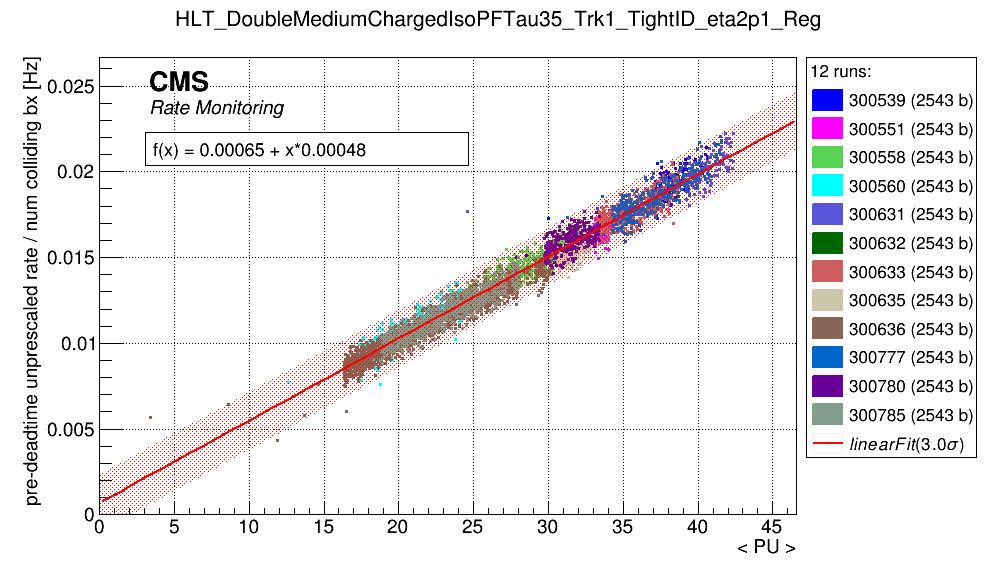 HLT_DoubleMediumChargedIsoPFTau35_Trk1_TightID_eta2p1_Reg
pre-deadtime unprescaled rate / num colliding bx [Hz]
CMS
Rate Monitoring
f(x) = 0.00065 + x*0.00048
0.025
0.02
0.015
0.01
0.005
0
0 5 10 15 20 25 30 35 40 45
< PU >
12 runs:
300539 (2543 b)
300551 (2543 b)
300558 (2543 b)
300560 (2543 b)
300631 (2543 b)
300632 (2543 b)
300633 (2543 b)
300635 (2543 b)
300636 (2543 b)
300777 (2543 b)
300780 (2543 b)
300785 (2543 b)
linearFit(3.0σ)